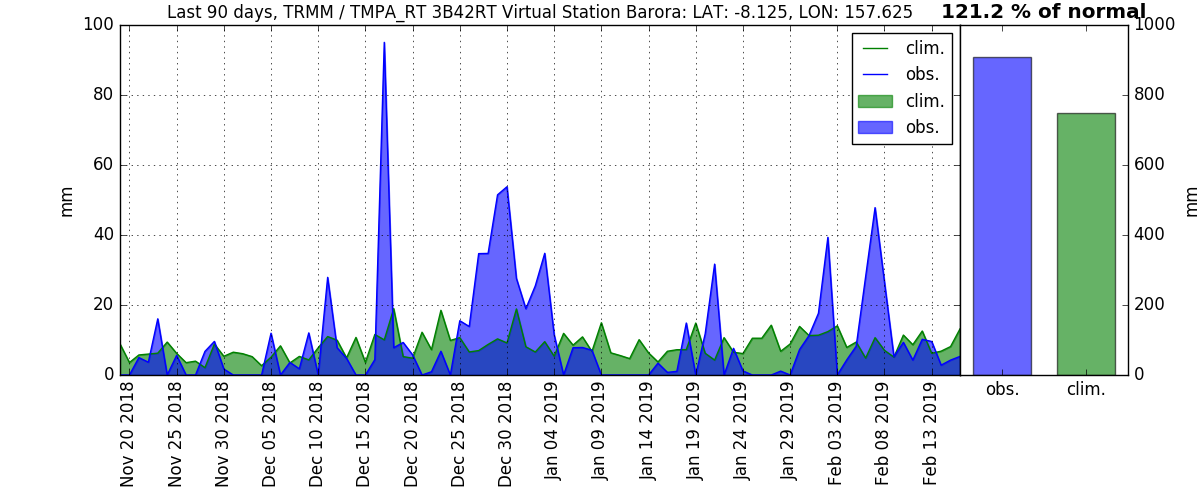 Last 90 days, TRMM / TMPA_RT 3B42RT Virtual Station Barora: LAT: -8.125, LON: 157.625
121.2 % of normal
100
80
60
40
20
0
mm
clim.
obs.
clim.
obs.
1000
800
600
400
200
0
mm
obs.
clim.
Nov 20 2018
Nov 25 2018
Nov 30 2018
Dec 05 2018
Dec 10 2018
Dec 15 2018
Dec 20 2018
Dec 25 2018
Dec 30 2018
Jan 04 2019
Jan 09 2019
Jan 14 2019
Jan 19 2019
Jan 24 2019
Jan 29 2019
Feb 03 2019
Feb 08 2019
Feb 13 2019